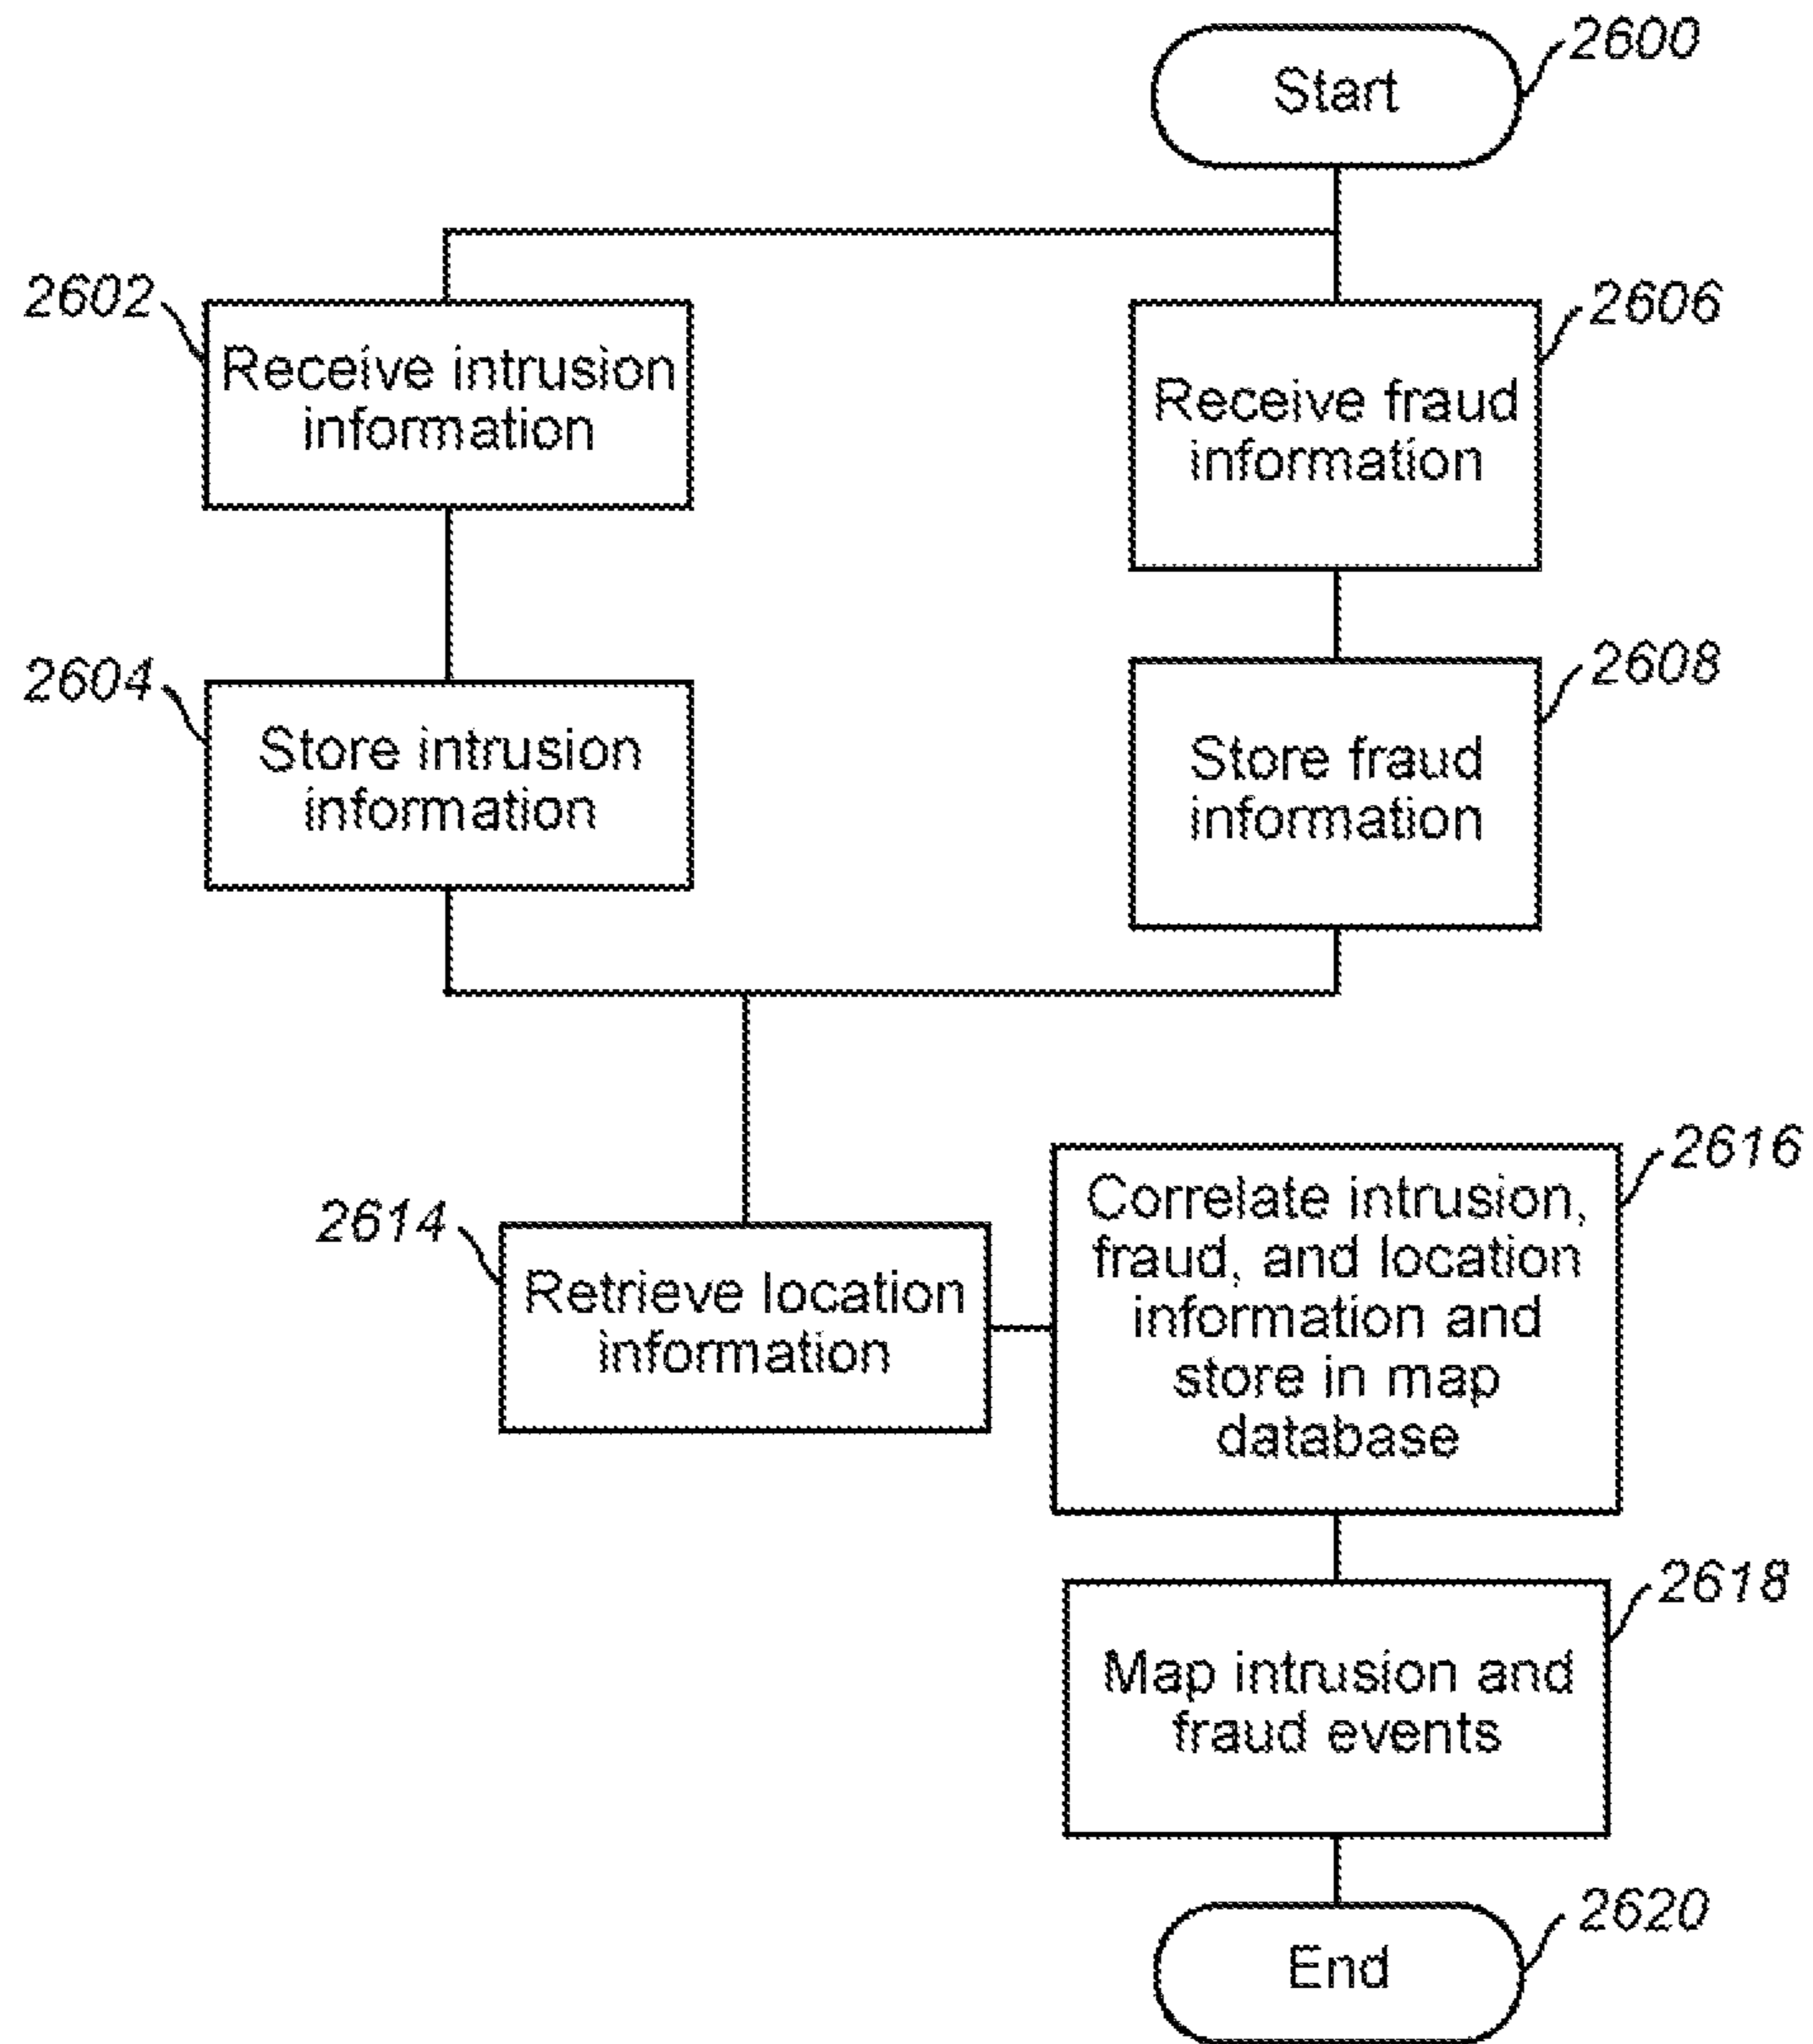 2600
Start
2602
Receive intrusion
information
2606
Receive fraud
information
2604
Store intrusion
information
2608
Store fraud
information
2614
Retrieve location
information
2616
Correlate intrusion,
fraud, and location
information and
store in map
database
2618
Map intrusion and
fraud events
2620
End